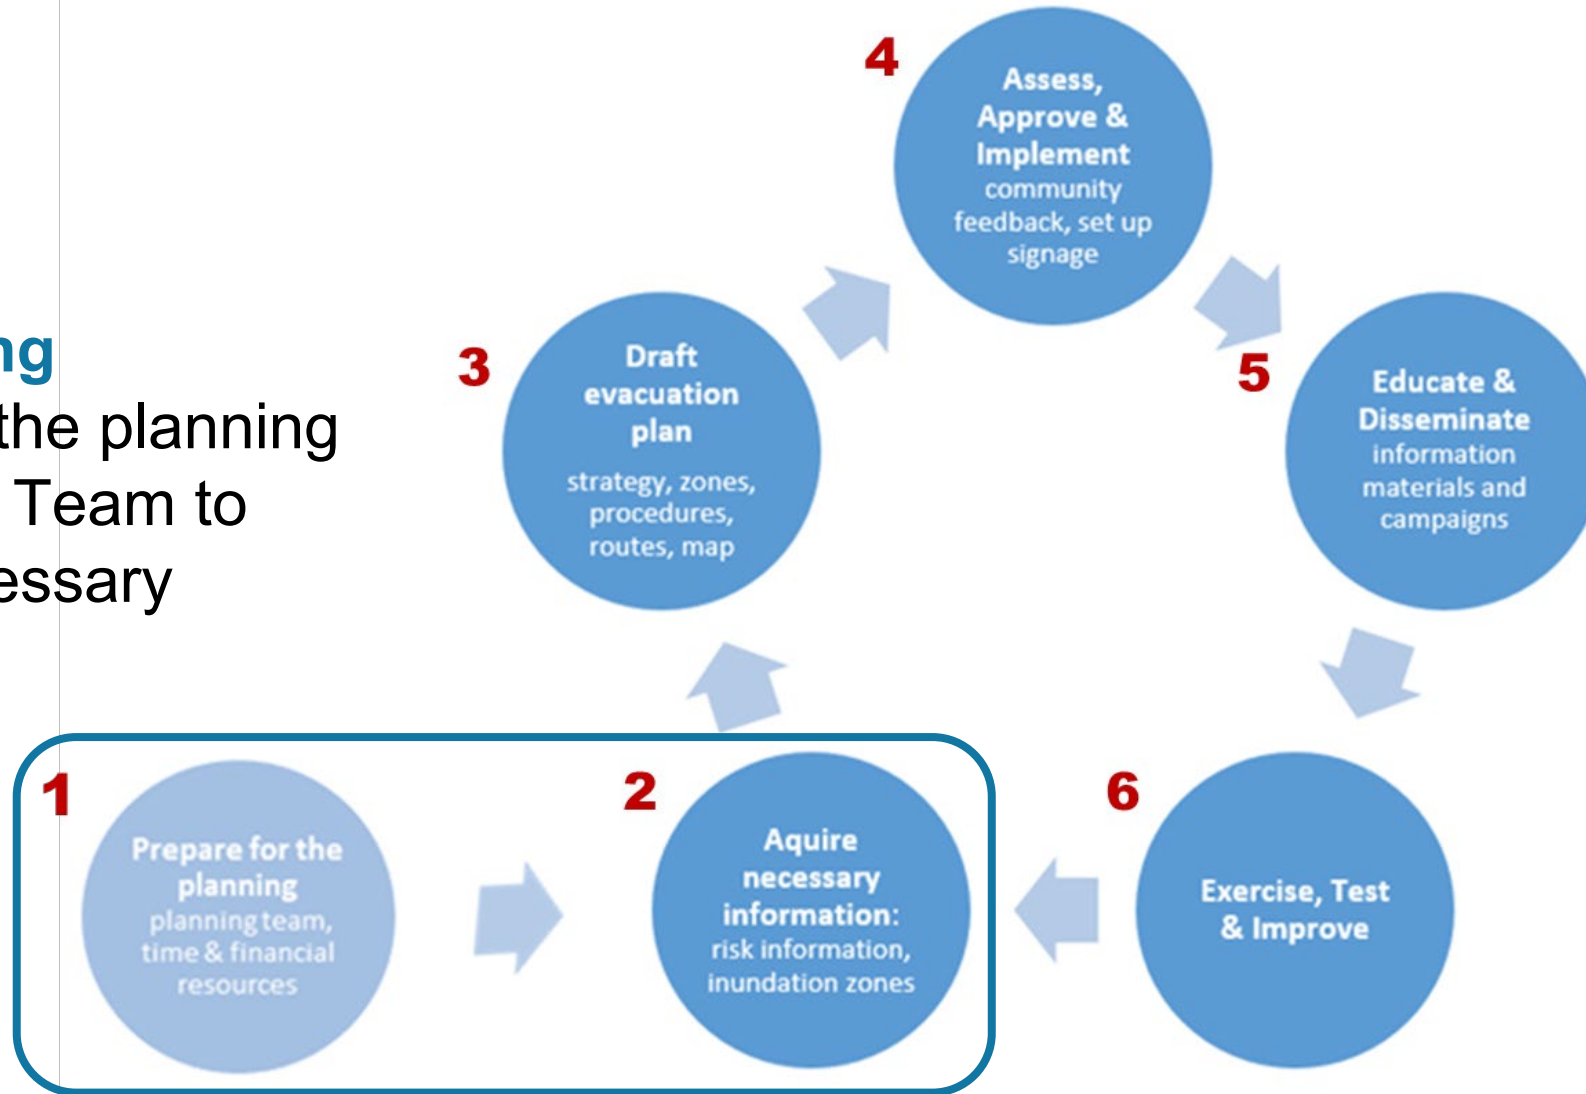 the planning
Team to
1
Prepare for the
planning
planning team,
time & financial
resources
2
Aquire
necessary
information:
risk information,
inundation zones
3
Draft
evacuation
plan
strategy, zones,
procedures,
routes, map
4
Assess,
Approve &
Implement
community
feedback, set up
signage
5
Educate &
Disseminate
information
materials and
campaigns
6
Exercise, Test
& Improve